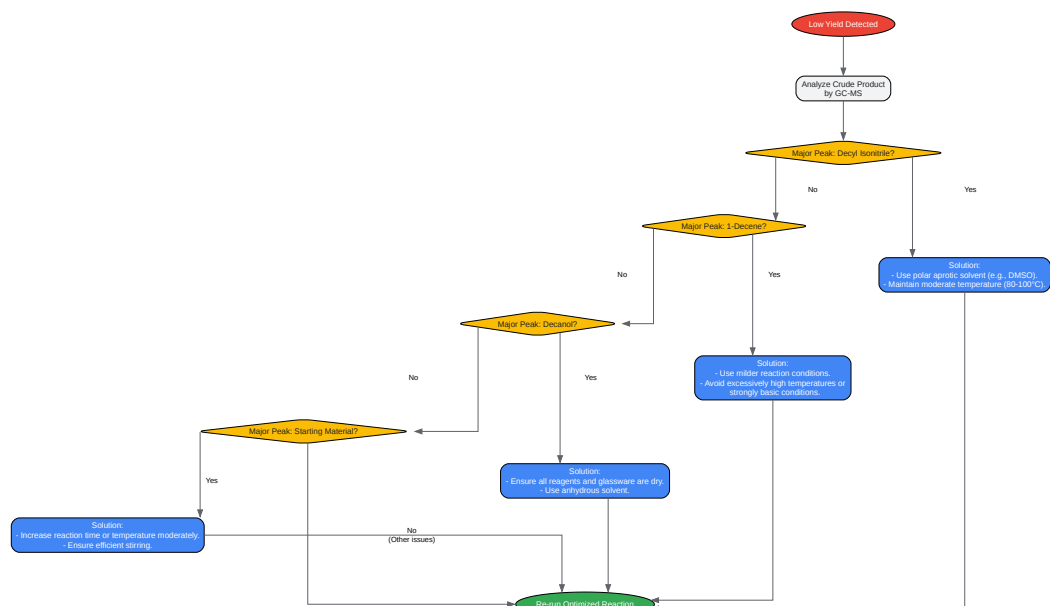 Low Yield Detected
Analyze Crude Product
by GC-MS
Major Peak: Decyl Isonitrile?
No
Yes
Major Peak: 1-Decene?
No
Yes
Solution:
- Use polar aprotic solvent (e.g., DMSO).
- Maintain moderate temperature (80-100°C).
Major Peak: Decanol?
No
Yes
Solution:
- Use milder reaction conditions.
- Avoid excessively high temperatures or
strongly basic conditions.
Major Peak: Starting Material?
Yes
Solution:
- Ensure all reagents and glassware are dry.
- Use anhydrous solvent.
Solution:
- Increase reaction time or temperature moderately.
- Ensure efficient stirring.
No
(Other issues)
Re-run Optimized Reaction